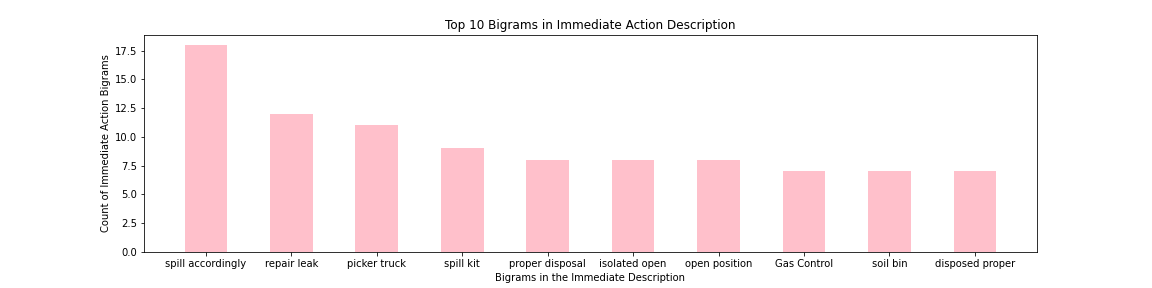 Top 10 Bigrams in Immediate Action Description
Count of Immediate Action Bigrams
17.5
15.0
12.5
10.0
7.5
5.0
2.5
0.0
spill accordingly repair leak picker truck spill kit proper disposal isolated open open position Gas Control soil bin disposed proper
Bigrams in the Immediate Description